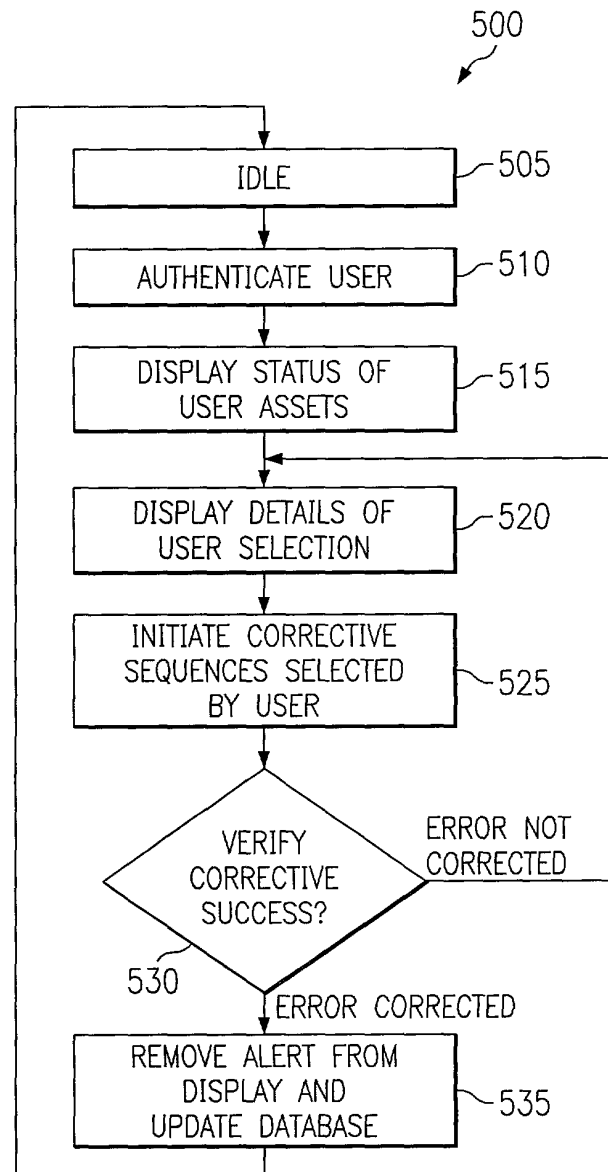 500
IDLE
505
AUTHENTICATE USER
510
DISPLAY STATUS OF
USER ASSETS
515
DISPLAY DETAILS OF
USER SELECTION
520
INITIATE CORRECTIVE
SEQUENCES SELECTED
BY USER
525
VERIFY
CORRECTIVE
SUCCESS?
530
ERROR NOT
CORRECTED
ERROR CORRECTED
REMOVE ALERT FROM
DISPLAY AND
UPDATE DATABASE
535